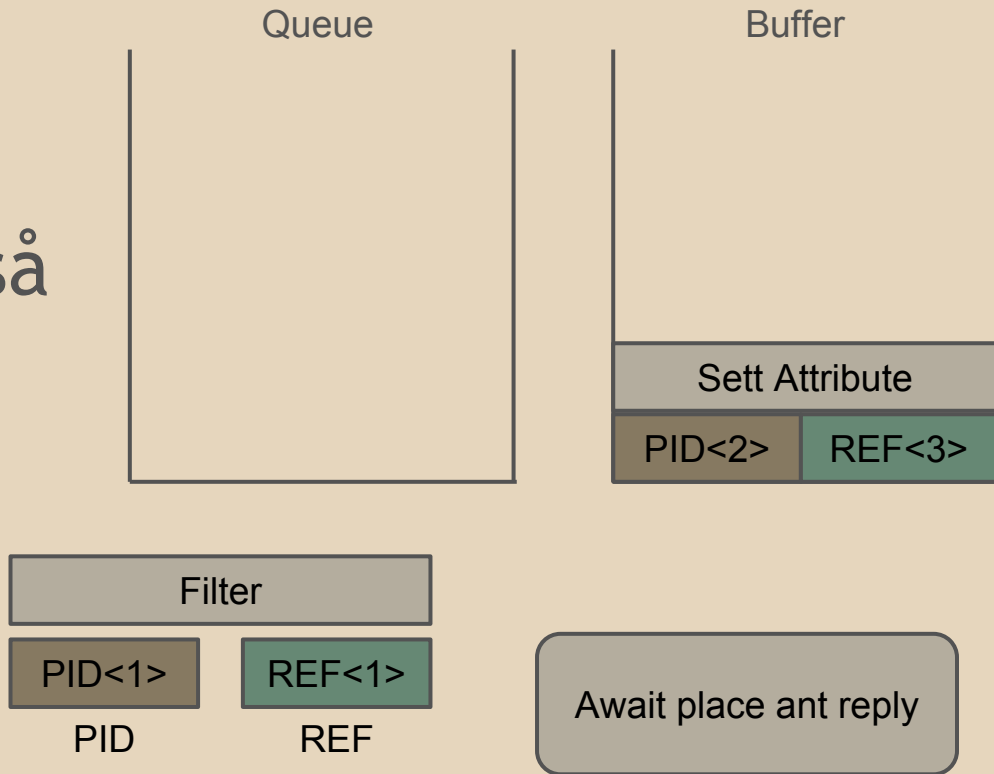 Queue
Buffer
så
Sett Attribute
PID<2> REF<3>
Filter
PID<1> REF<1>
PID REF
Await place ant reply